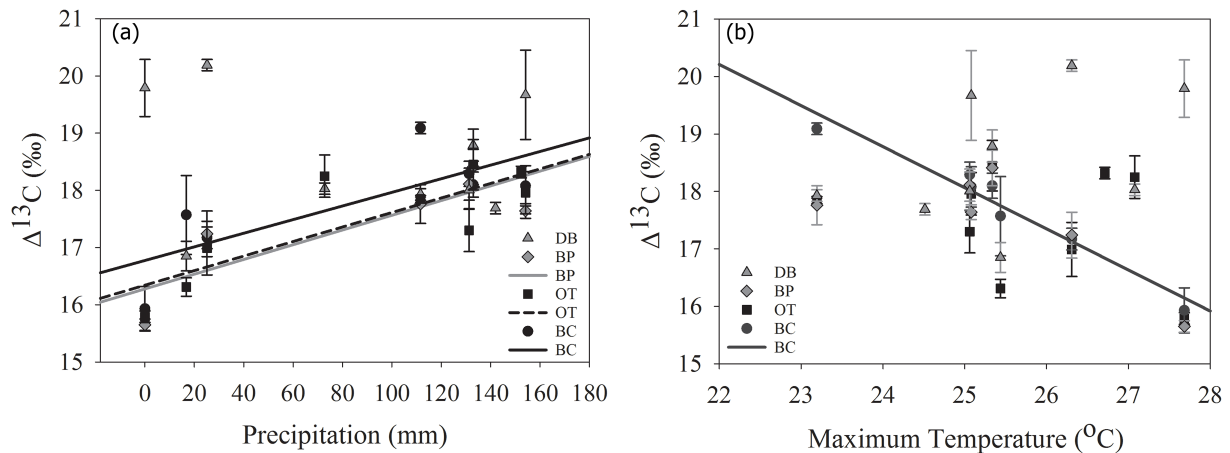 (a)
21
20
19
18
17
16
15
Δ13C (‰)
0 20 40 60 80 100 120 140 160 180
Precipitation (mm)
DB
BP
BP
OT
OT
BC
BC
(b)
21
20
19
18
17
16
15
Δ13C (‰)
22 23 24 25 26 27 28
Maximum Temperature (oC)
DB
BP
OT
BC
BC